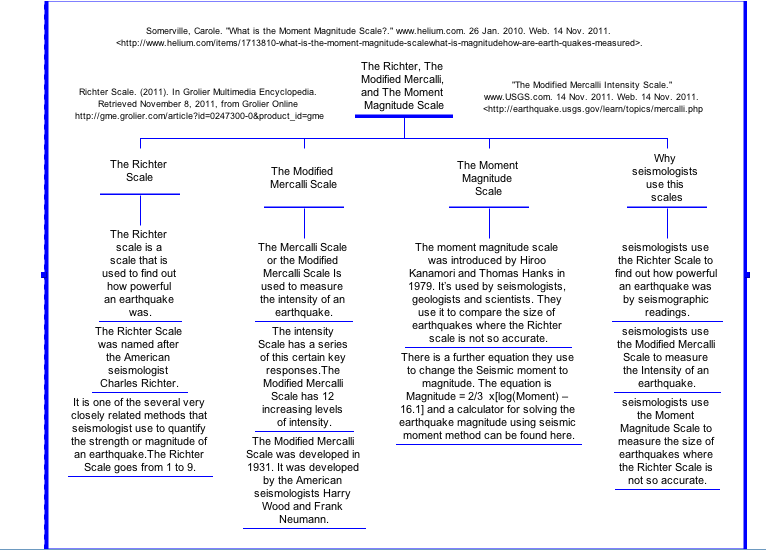 Somerville, Carole. "What is the Moment Magnitude Scale?." www.helium.com. 26 Jan. 2010. Web. 14 Nov. 2011.
<http://www.helium.com/items/1713810-what-is-the-moment-magnitude-scalewhat-is-magnitudehow-are-earth-quakes-measured>.
The Richter, The
Modified Mercalli,
and The Moment
Magnitude Scale
Richter Scale. (2011). In Grolier Multimedia Encyclopedia.
Retrieved November 8, 2011, from Grolier Online
http://gme.grolier.com/article?id=0247300-0&product_id=gme
"The Modified Mercalli Intensity Scale."
www.USGS.com. 14 Nov. 2011. Web. 14 Nov. 2011.
<http://earthquake.usgs.gov/learn/topics/mercalli.php
The Richter
Scale
The Richter
scale is a
scale that is
used to find out
how powerful
an earthquake
was.
The Richter Scale
was named after
the American
seismologist
Charles Richter.
It is one of the several very
closely related methods that
seismologist use to quantify
the strength or magnitude of
an earthquake.The Richter
Scale goes from 1 to 9.
The Modified
Mercalli Scale
The Mercalli Scale
or the Modified
Mercalli Scale Is
used to measure
the intensity of an
earthquake.
The intensity
Scale has a series
of this certain key
responses.The
Modified Mercalli
Scale has 12
increasing levels
of intensity.
The Modified Mercalli
Scale was developed in
1931. It was developed
by the American
seismologists Harry
Wood and Frank
Neumann.
The Moment
Magnitude
Scale
The moment magnitude scale
was introduced by Hiroo
Kanamori and Thomas Hanks in
1979. It's used by seismologists,
geologists and scientists. They
use it to compare the size of
earthquakes where the Richter
scale is not so accurate.
There is a further equation they use
to change the Seismic moment to
magnitude. The equation is
Magnitude = 2/3 x[log(Moment) –
16.1] and a calculator for solving the
earthquake magnitude using seismic
moment method can be found here.
Why
seismologists
use this
scales
seismologists use
the Richter Scale to
find out how powerful
an earthquake was
by seismographic
readings.
seismologists use
the Modified Mercalli
Scale to measure
the Intensity of an
earthquake.
seismologists use
the Moment
Magnitude Scale to
measure the size of
earthquakes where
the Richter Scale is
not so accurate.